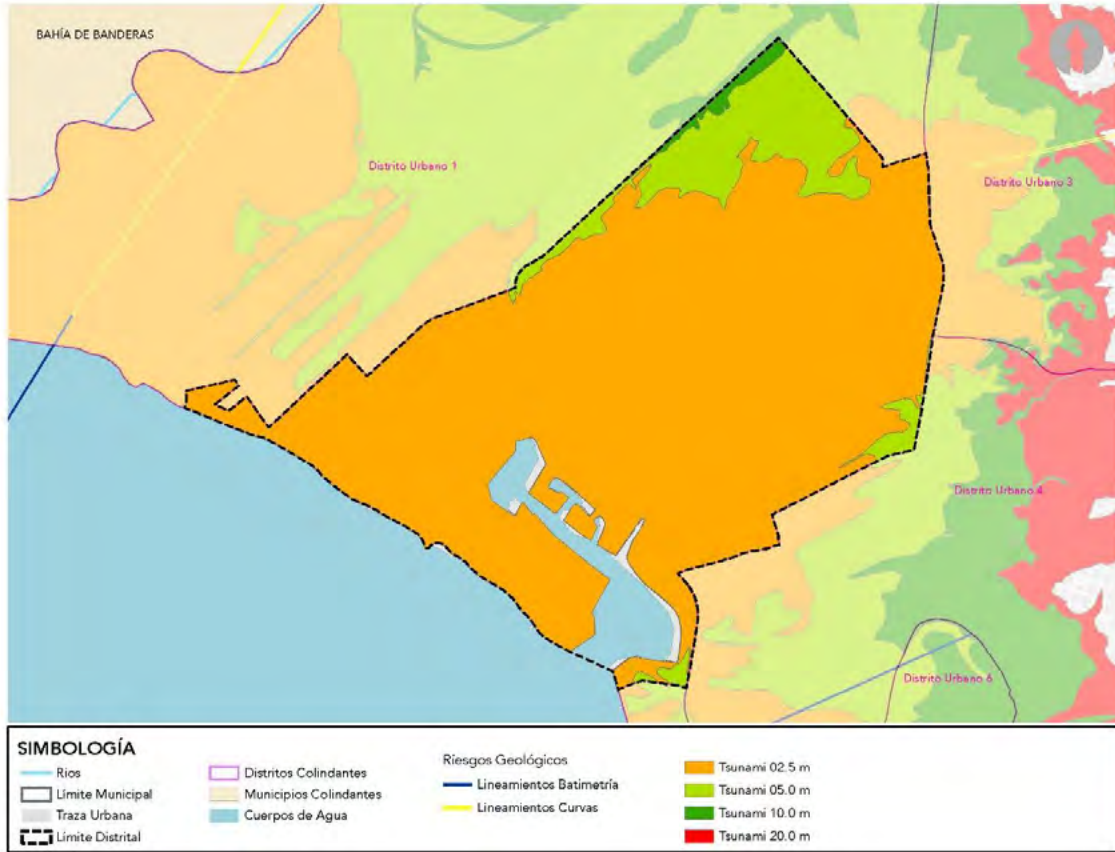 BAHÍA DE BANDERAS
Distrito Urbano 1
Distrito Urbano 3
Distrito Urbano 4
Distrito Urbano 6
SIMBOLOGÍA
Rios
Límite Municipal
Traza Urbana
Límite Distrital
Distritos Colindantes
Municipios Colindantes
Cuerpos de Agua
Riesgos Geológicos
Lineamientos Batimetría
Lineamientos Curvas
Tsunami 02.5 m
Tsunami 05.0 m
Tsunami 10.0 m
Tsunami 20.0 m